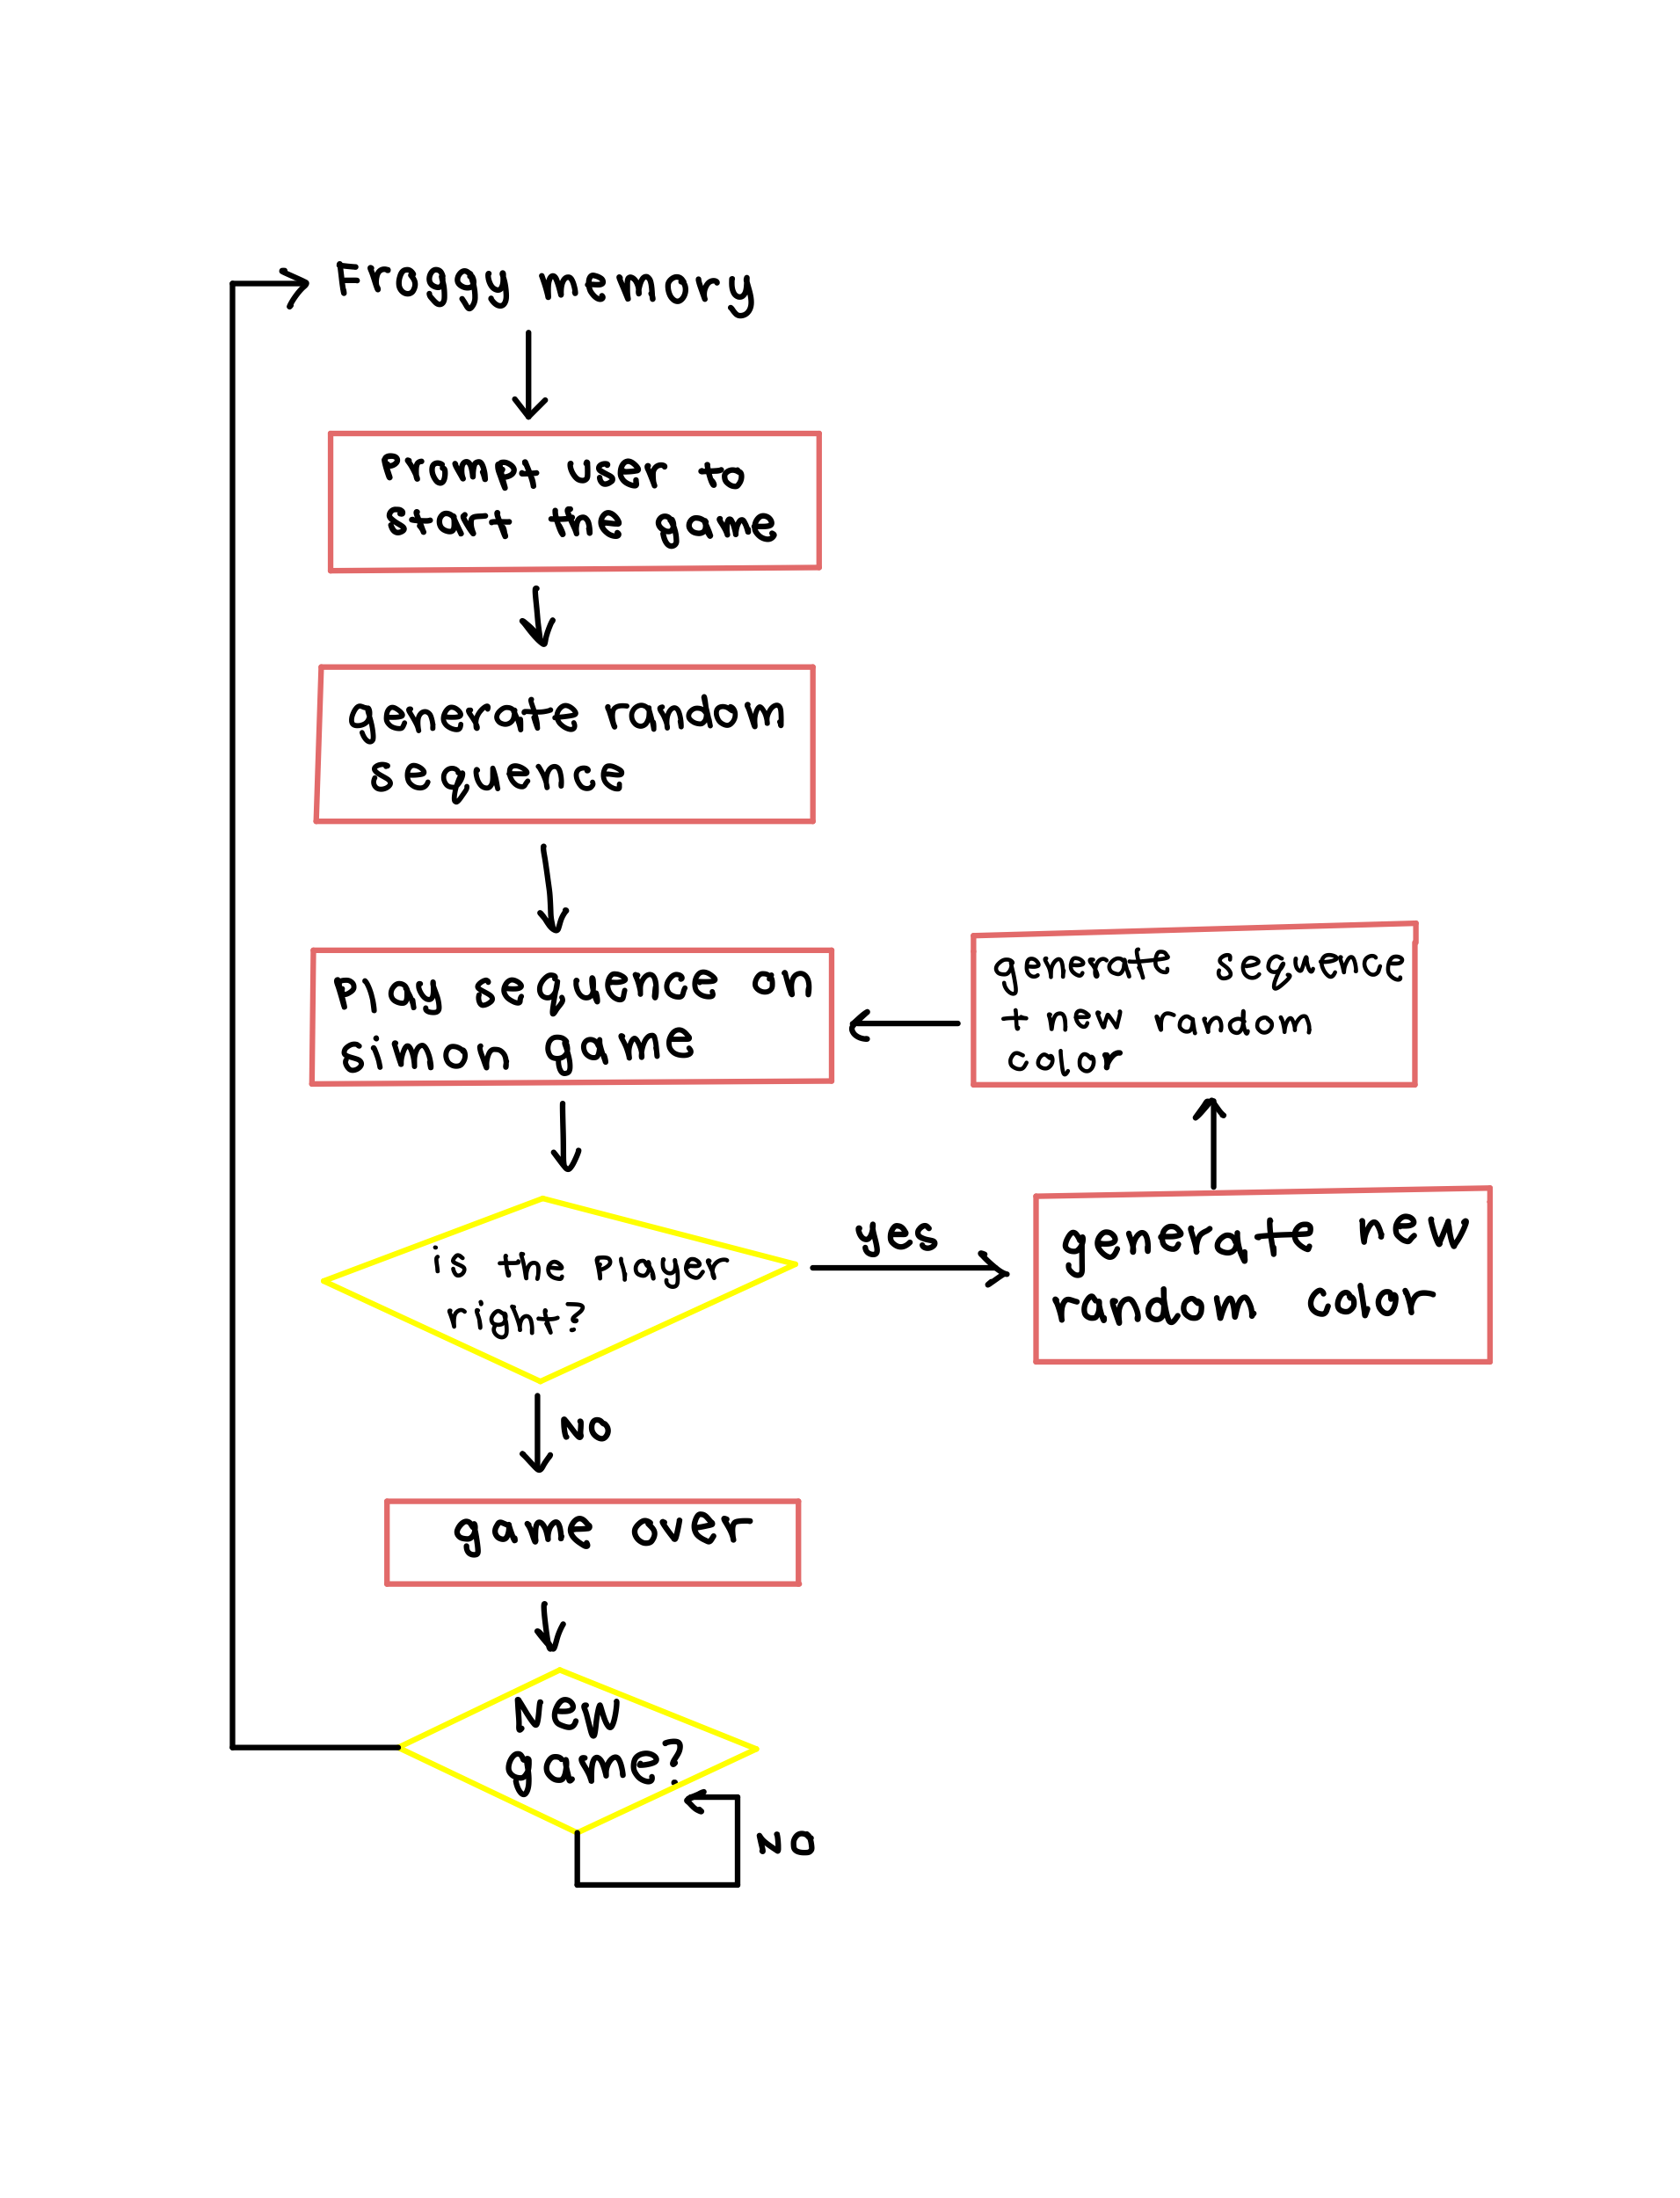 Froggy memory
Prompt user to
start the game
generate random
sequence
Play sequence on
simon game
generate sequence
+ new random
color
is the player
right?
yes
generate new
random color
NO
game over
New
game?
NO